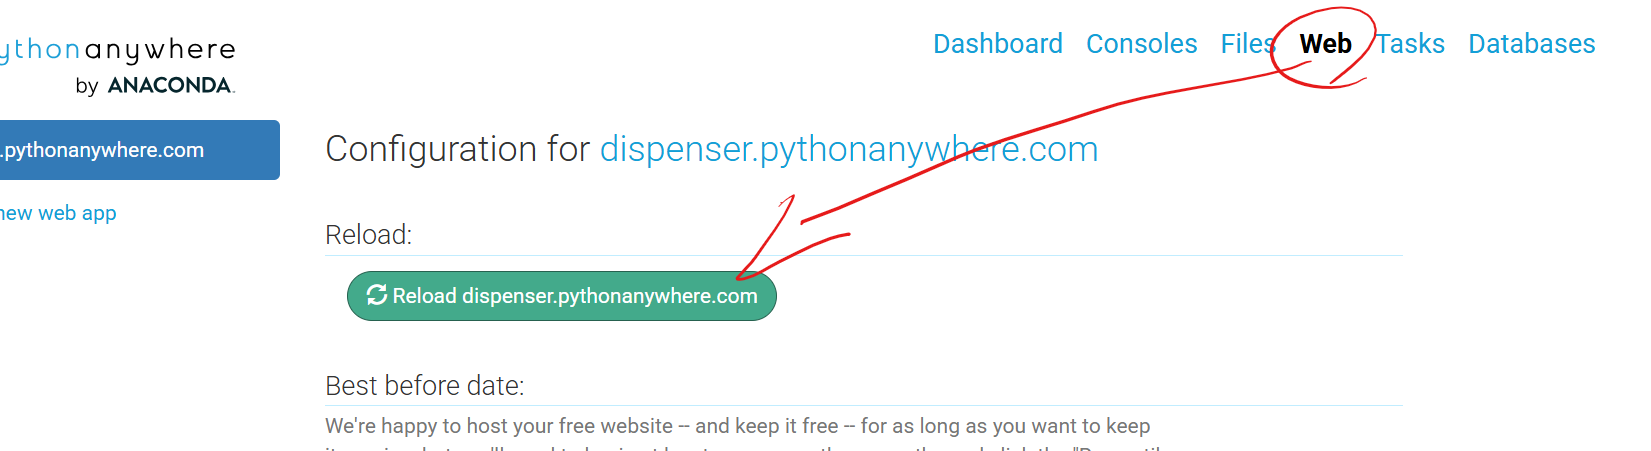 ythonanywhere
by ANACONDA.
Dashboard Consoles Files Web Tasks Databases
.pythonanywhere.com
new web app
Configuration for dispenser.pythonanywhere.com
Reload:
Reload dispenser.pythonanywhere.com
Best before date:
We're happy to host your free website -- and keep it free -- for as long as you want to keep